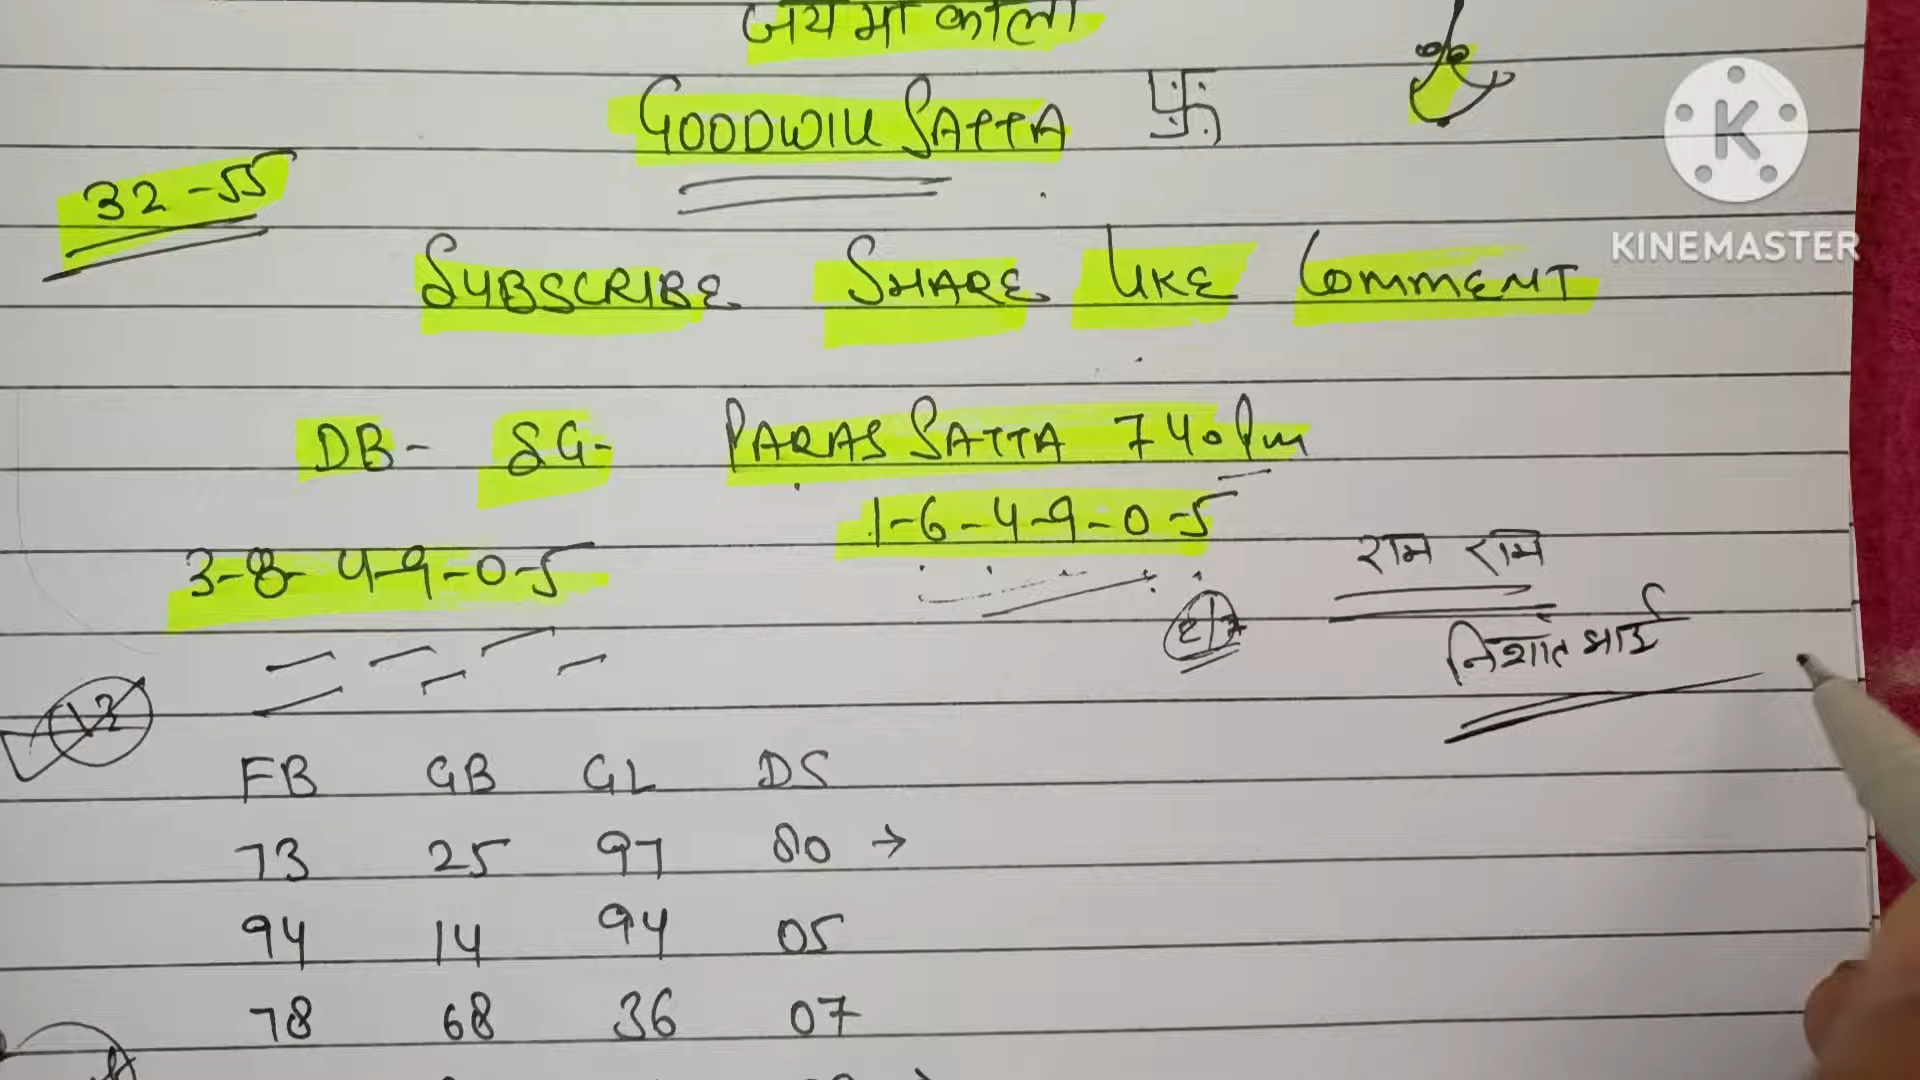 जय माँ काली
GOODWILL SATTA 卐
32-55
K
KINEMASTER
SUBSCRIBE SHARE LIKE COMMENT
DB- SG- PARAS SATTA 740 Pm
1-6-4-9-0-5
3-8-4-9-0-5
राम राम
निशांत भाई
FB GB GL DS
73 25 97 80 →
94 14 94 05
78 68 36 07